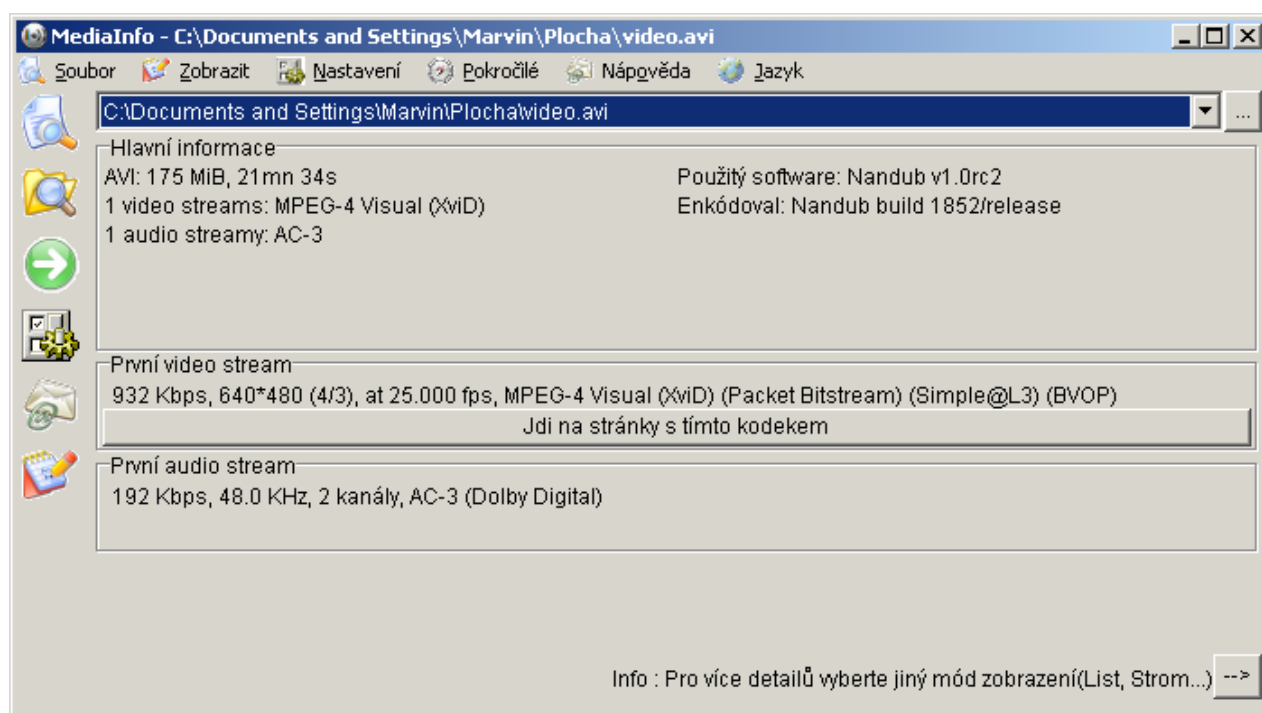 MediaInfo - C:\Documents and Settings\Marvin\Plocha\video.avi
Soubor Zobrazit Nastavení Pokročilé Nápověda Jazyk
C:\Documents and Settings\Marvin\Plocha\video.avi ...
Hlavní informace
AVI: 175 MiB, 21mn 34s Použitý software: Nandub v1.0rc2
1 video streams: MPEG-4 Visual (XviD) Enkódoval: Nandub build 1852/release
1 audio streamy: AC-3
První video stream
932 Kbps, 640*480 (4/3), at 25.000 fps, MPEG-4 Visual (XviD) (Packet Bitstream) (Simple@L3) (BVOP)
Jdi na stránky s tímto kodekem
První audio stream
192 Kbps, 48.0 KHz, 2 kanály, AC-3 (Dolby Digital)
Info : Pro více detailů vyberte jiný mód zobrazení(List, Strom...) -->